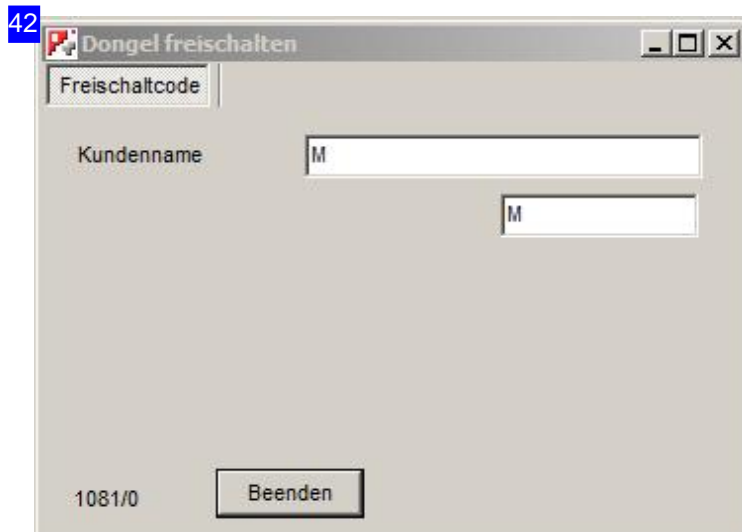 42
Dongel freischalten
Freischaltcode
Kundenname M
M
1081/0 Beenden